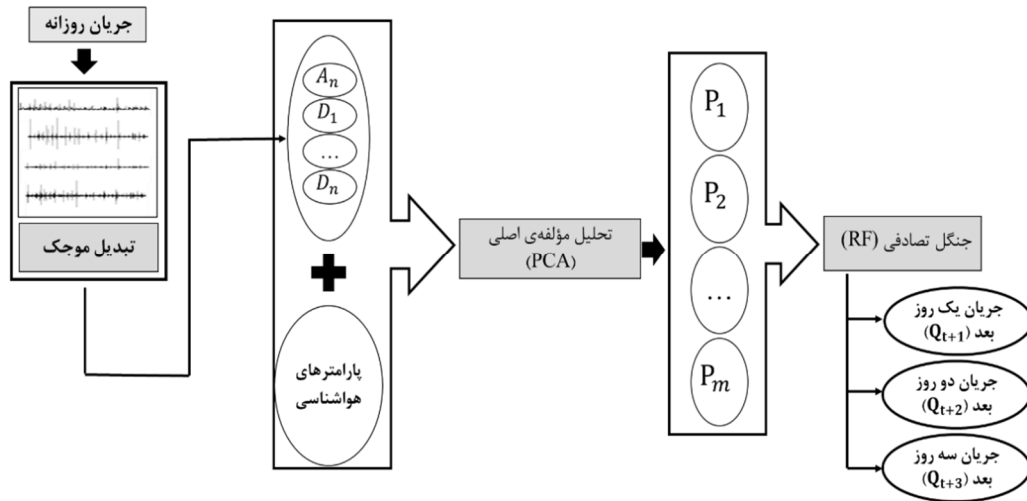 جریان روزانه
تبدیل موجک
A_n
D_1
...
D_n
پارامترهای
هواشناسی
تحلیل مؤلفه‌ی اصلی
(PCA)
P_1
P_2
...
P_m
جنگل تصادفی (RF)
جریان یک روز
بعد (Q_{t+1})
جریان دو روز
بعد (Q_{t+2})
جریان سه روز
بعد (Q_{t+3})